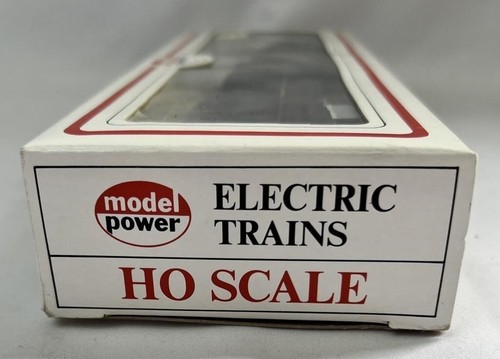 model
power
ELECTRIC
TRAINS
HO SCALE